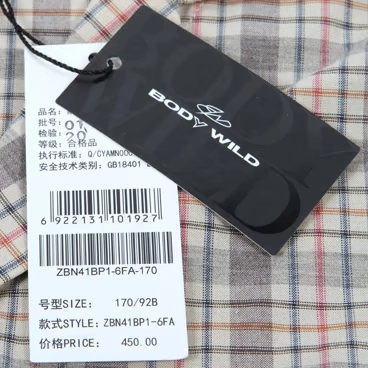 BODY WILD
品名:
批号: 01
检验: 20
等级: 合格品
执行标准: Q/CYAMN000
安全技术类别: GB18401
6 922131 101927
ZBN41BP1-6FA-170
号型SIZE: 170/92B
款式STYLE: ZBN41BP1-6FA
价格PRICE: 450.00